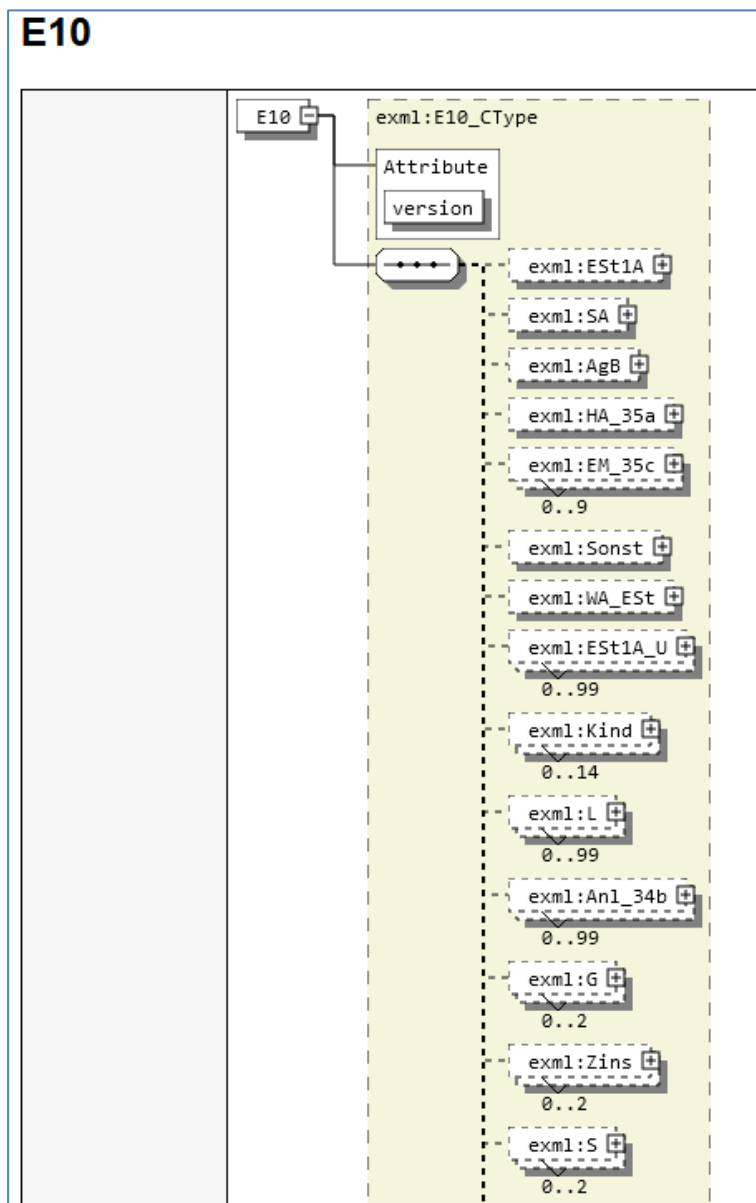 E10
E10
exml:E10_CType
Attribute
version
exml:ESt1A
exml:SA
exml:AgB
exml:HA_35a
exml:EM_35c
0..9
exml:Sonst
exml:WA_ESt
exml:ESt1A_U
0..99
exml:Kind
0..14
exml:L
0..99
exml:Anl_34b
0..99
exml:G
0..2
exml:Zins
0..2
exml:S
0..2